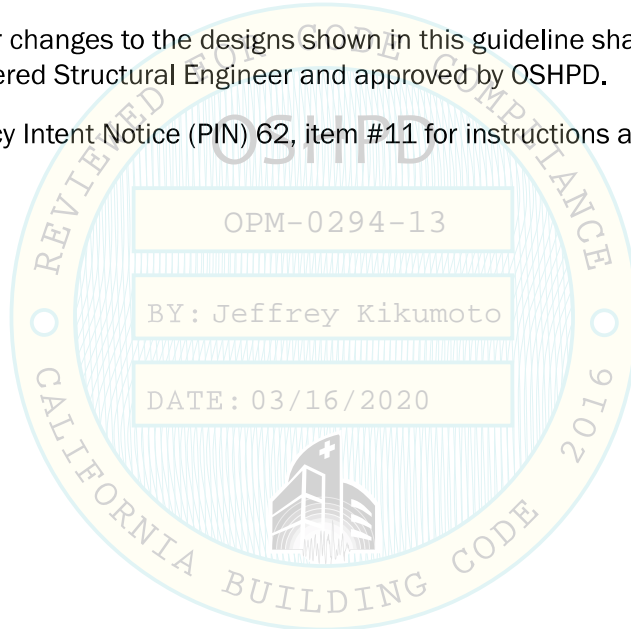 r changes to the designs shown in this guideline sha
ered Structural Engineer and approved by OSHPD.
cy Intent Notice (PIN) 62, item #11 for instructions a
REVIEWED FOR CODE COMPLIANCE
OSHPD
OPM-0294-13
BY: Jeffrey Kikumoto
DATE: 03/16/2020
CALIFORNIA BUILDING CODE 2016